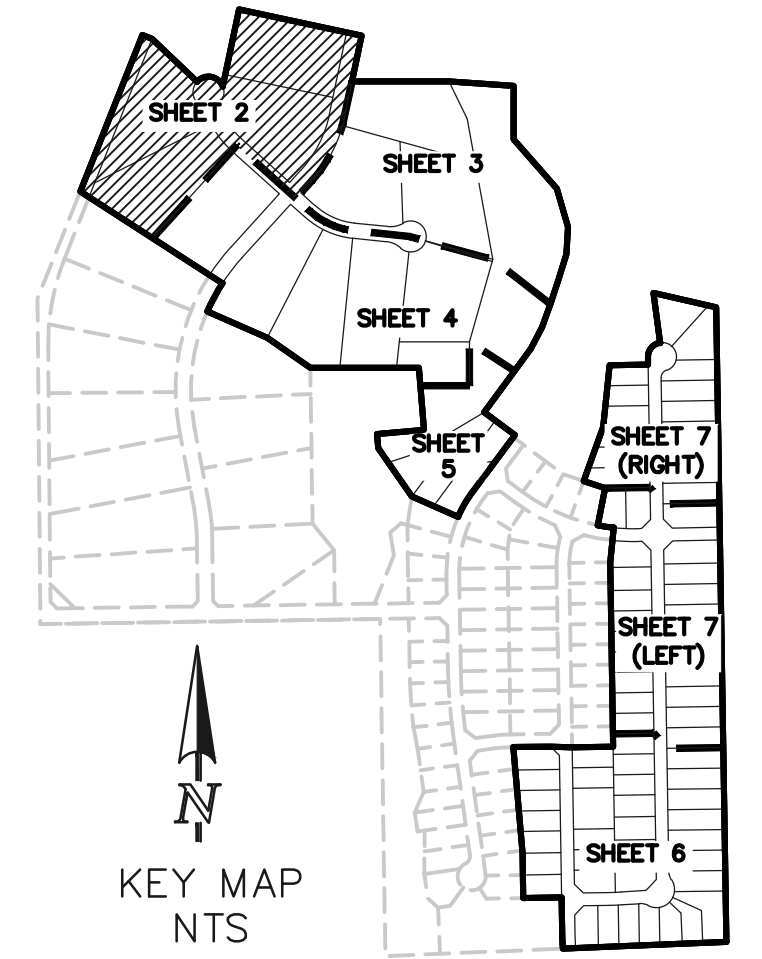 SHEET 2
SHEET 3
SHEET 4
SHEET
5
SHEET 7
(RIGHT)
SHEET 7
(LEFT)
SHEET 6
N
KEY MAP
NTS